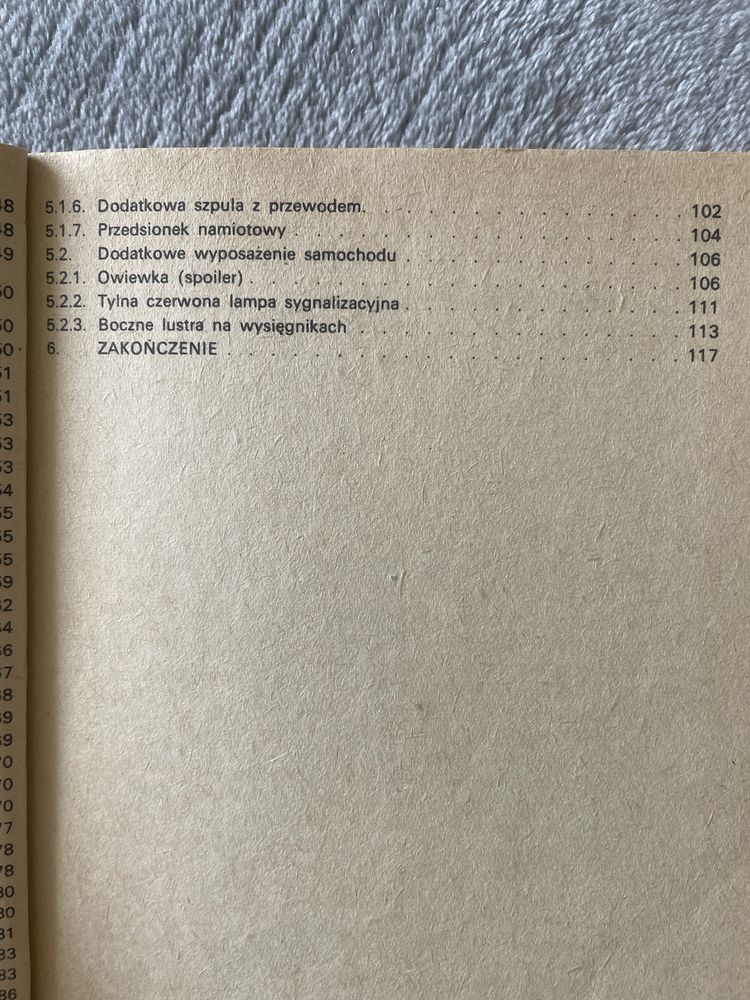 5.1.6. Dodatkowa szpula z przewodem. . . . . . . . . . . . . 102
5.1.7. Przedsionek namiotowy . . . . . . . . . . . . . . . . 104
5.2. Dodatkowe wyposażenie samochodu . . . . . . . . . . . 106
5.2.1. Owiewka (spoiler) . . . . . . . . . . . . . . . . . 106
5.2.2. Tylna czerwona lampa sygnalizacyjna . . . . . . . . . . . 111
5.2.3. Boczne lustra na wysięgnikach . . . . . . . . . . . . . 113
6. ZAKOŃCZENIE . . . . . . . . . . . . . . . . . . 117